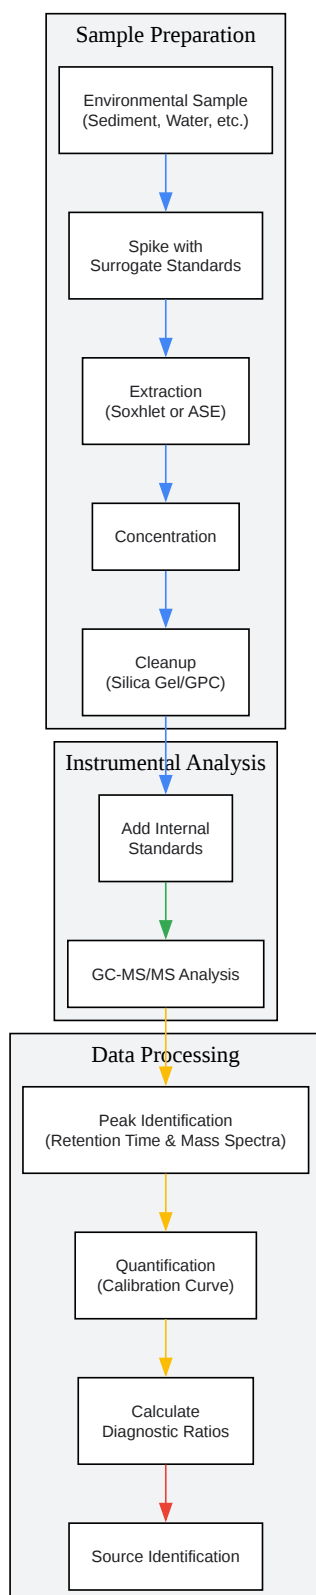 Sample Preparation
Environmental Sample
(Sediment, Water, etc.)
Spike with
Surrogate Standards
Extraction
(Soxhlet or ASE)
Concentration
Cleanup
(Silica Gel/GPC)
Instrumental Analysis
Add Internal
Standards
GC-MS/MS Analysis
Data Processing
Peak Identification
(Retention Time & Mass Spectra)
Quantification
(Calibration Curve)
Calculate
Diagnostic Ratios
Source Identification